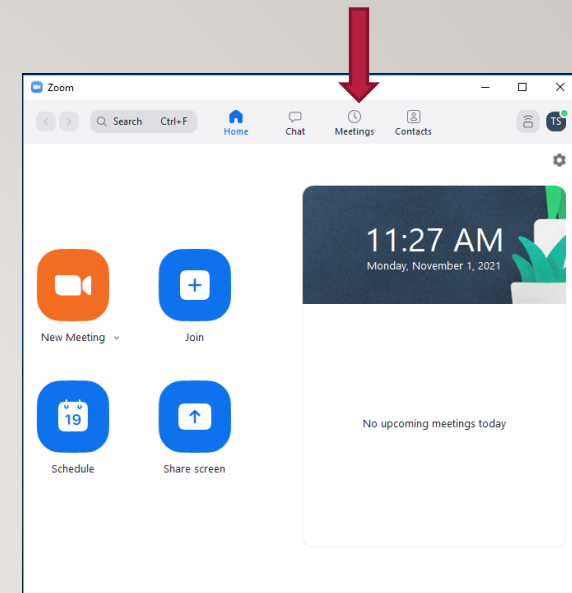 Zoom
Search Ctrl+F
Home
Chat
Meetings
Contacts
TS
11:27 AM
Monday, November 1, 2021
New Meeting
Join
19
Schedule
Share screen
No upcoming meetings today